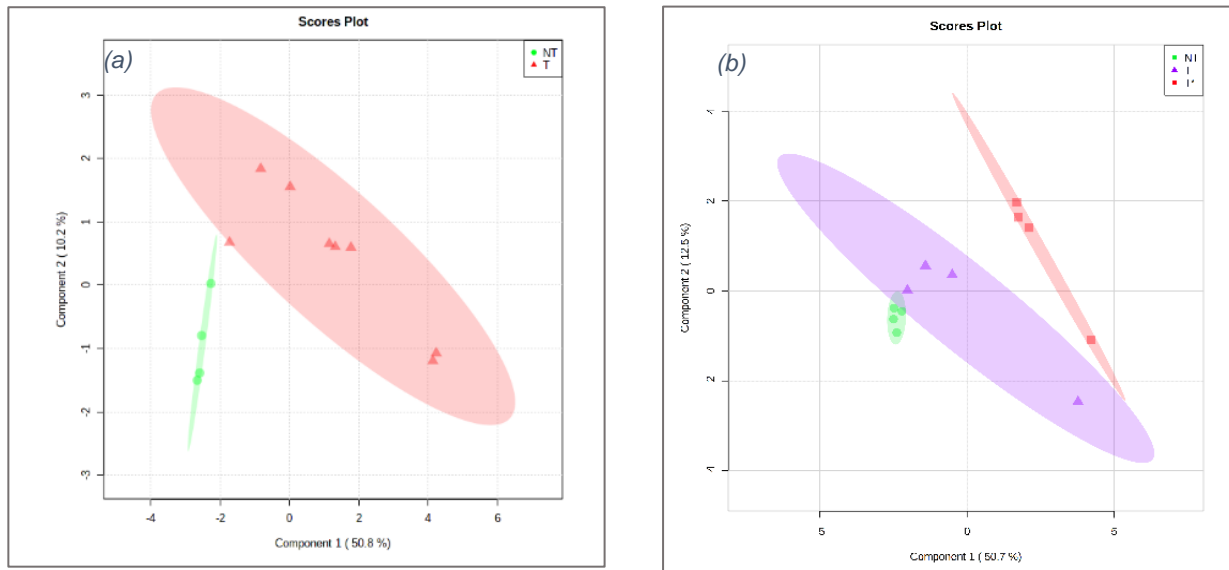 (a)
Scores Plot
NT
T
Component 2 ( 10.2 %)
3
2
1
0
-1
-2
-3
-4
-2
0
2
4
6
Component 1 ( 50.8 %)
(b)
Scores Plot
Component 2 ( 12.5 %)
2
0
2
5
0
5
Component 1 ( 50.7 %)